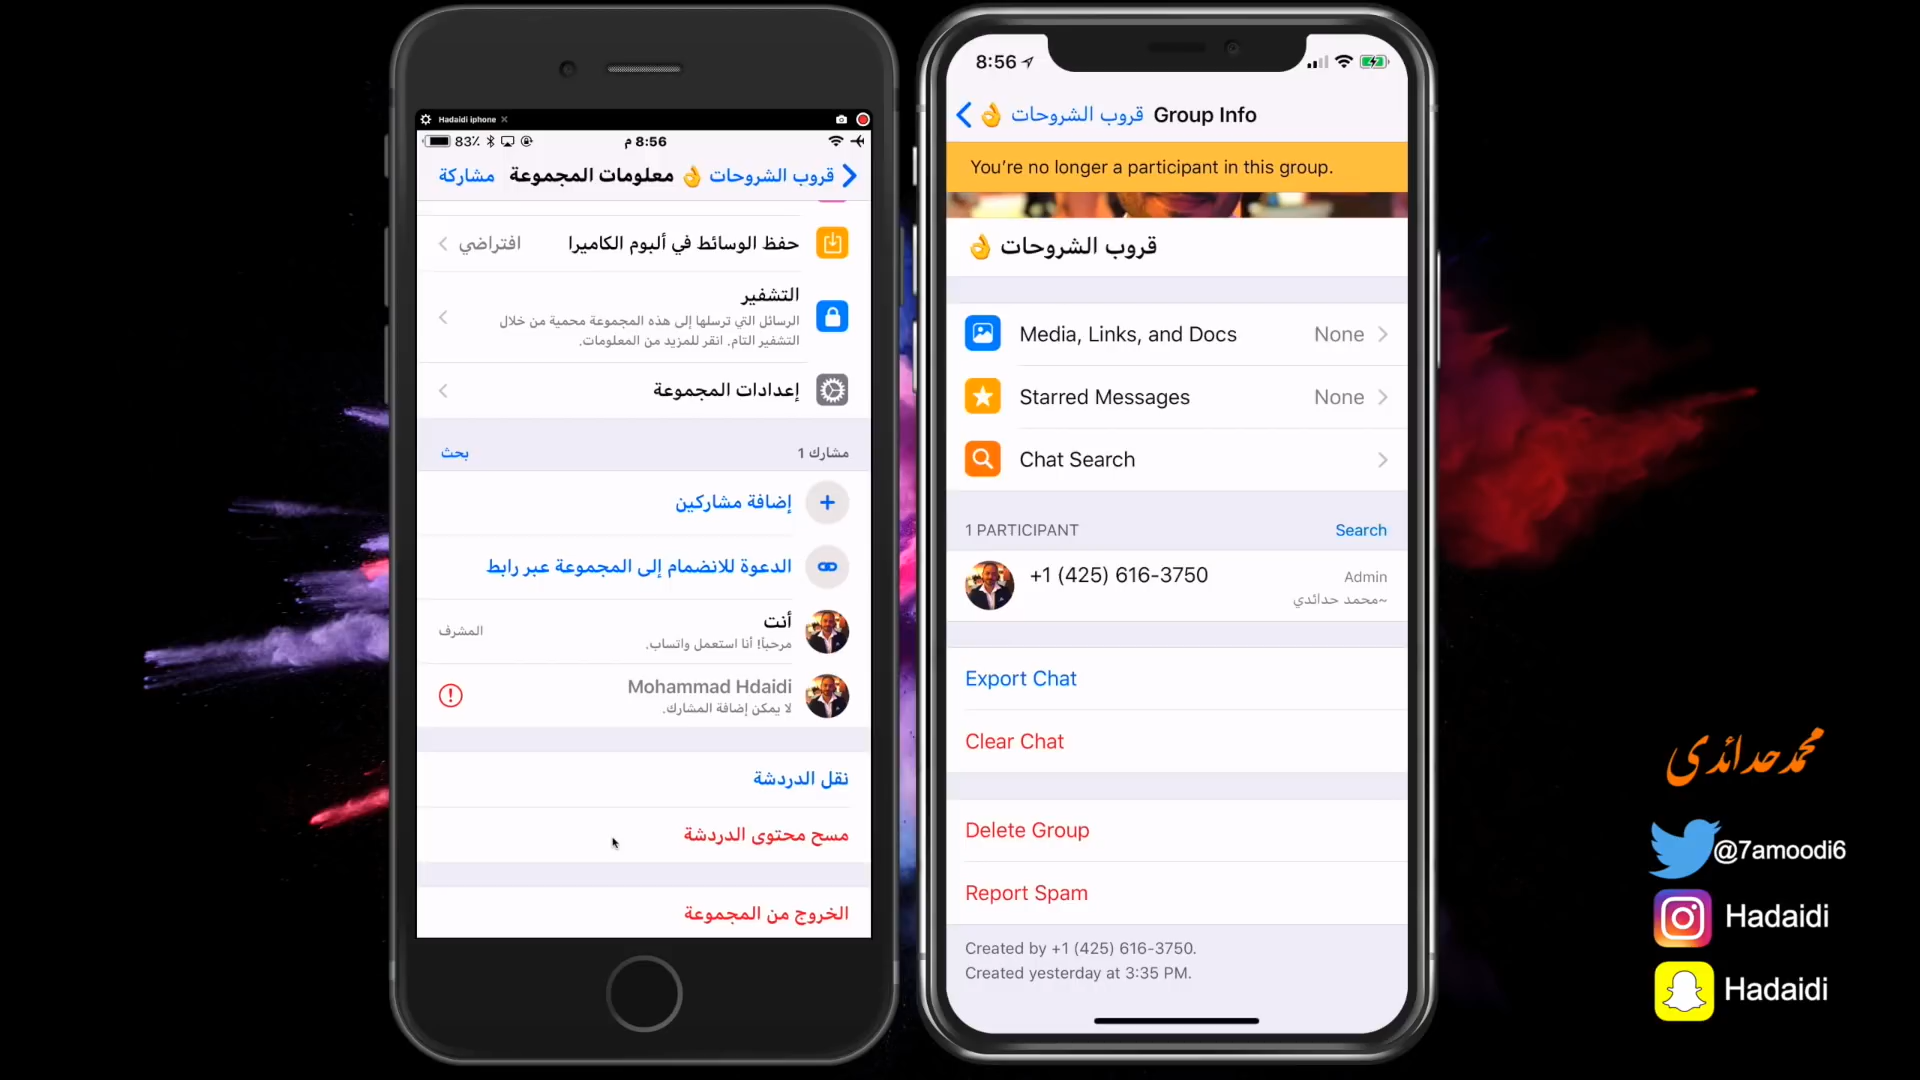 Hadaidi iphone
83٪
8:56 م
قروب الشروحات 👌 معلومات المجموعة مشاركة
حفظ الوسائط في ألبوم الكاميرا افتراضي
التشفير
الرسائل التي ترسلها إلى هذه المجموعة محمية من خلال
التشفير التام. انقر للمزيد من المعلومات.
إعدادات المجموعة
مشارك 1 بحث
إضافة مشاركين
الدعوة للانضمام إلى المجموعة عبر رابط
أنت
المشرف
مرحباً! أنا استعمل واتساب.
Mohammad Hdaidi
لا يمكن إضافة المشارك.
نقل الدردشة
مسح محتوى الدردشة
الخروج من المجموعة
8:56
👌 قروب الشروحات Group Info
You're no longer a participant in this group.
قروب الشروحات 👌
Media, Links, and Docs None
Starred Messages None
Chat Search
1 PARTICIPANT Search
+1 (425) 616-3750 Admin
~محمد حدائدي
Export Chat
Clear Chat
Delete Group
Report Spam
Created by +1 (425) 616-3750.
Created yesterday at 3:35 PM.
محمد حدائدي
@7amoodi6
Hadaidi
Hadaidi